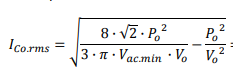 I_{Co.rms} = \sqrt{\frac{8 \cdot \sqrt{2} \cdot P_o^2}{3 \cdot \pi \cdot V_{ac.min} \cdot V_o} - \frac{P_o^2}{V_o^2}} =